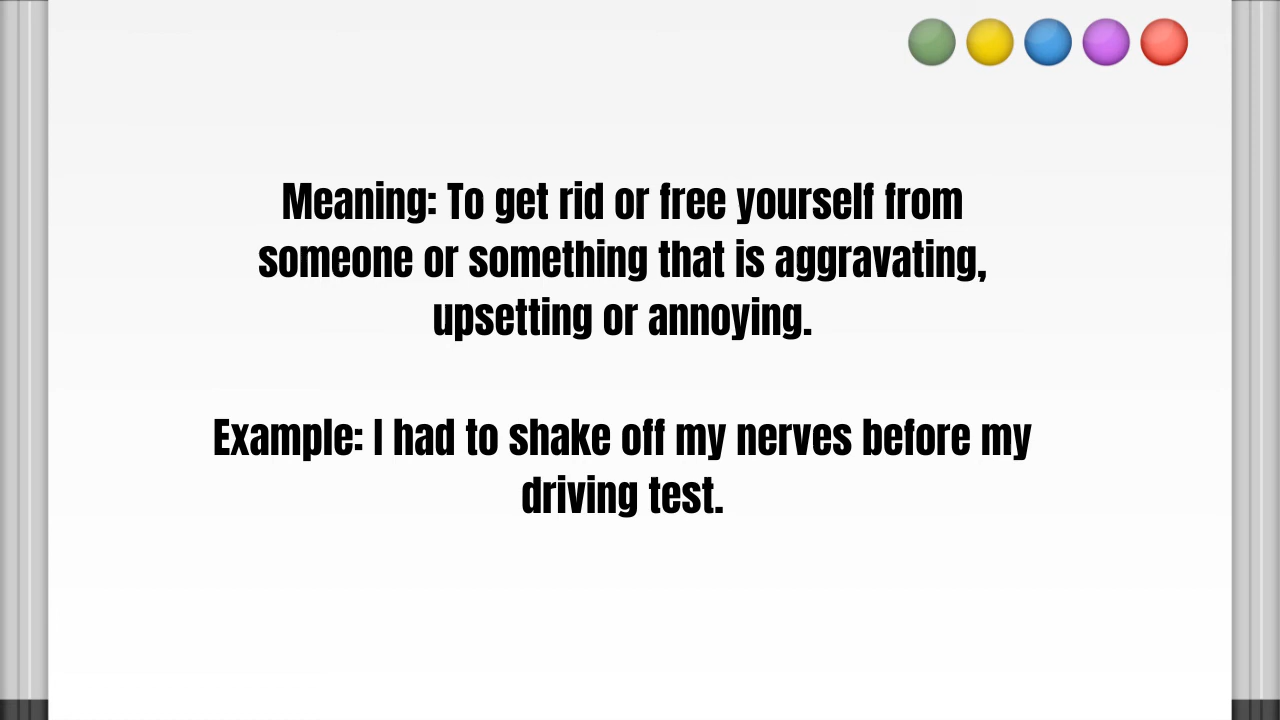 Meaning: To get rid or free yourself from
someone or something that is aggravating,
upsetting or annoying.
Example: I had to shake off my nerves before my
driving test.